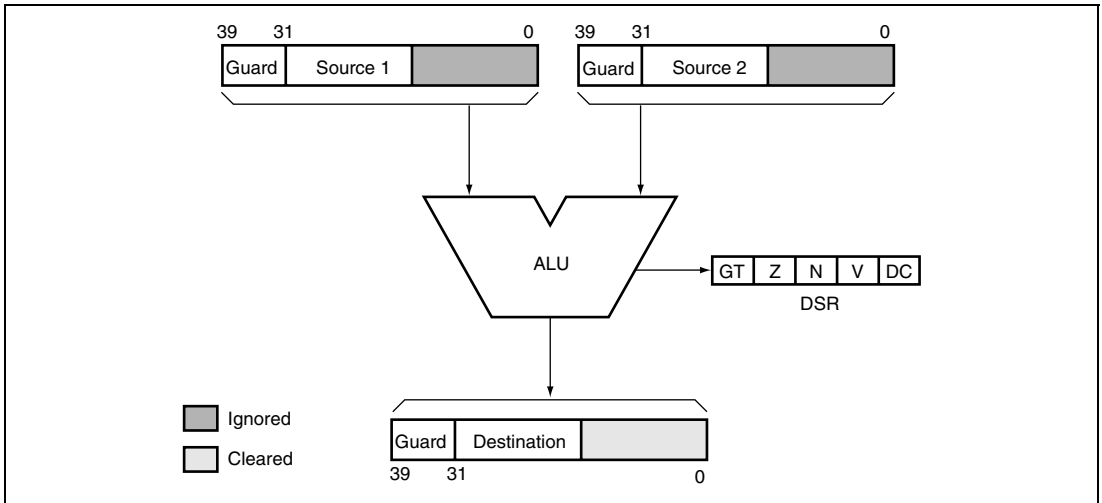 39 31 0
Guard Source 1
39 31 0
Guard Source 2
ALU
GT Z N V DC
DSR
Ignored
Cleared
Guard Destination
39 31 0